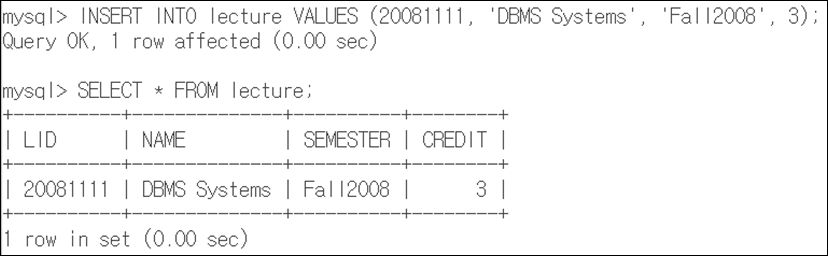 mysql> INSERT INTO lecture VALUES (20081111, 'DBMS Systems', 'Fall2008', 3);
Query OK, 1 row affected (0.00 sec)
mysql> SELECT * FROM lecture;
+----------+--------------+----------+--------+
| LID      | NAME         | SEMESTER | CREDIT |
+----------+--------------+----------+--------+
| 20081111 | DBMS Systems | Fall2008 |      3 |
+----------+--------------+----------+--------+
1 row in set (0.00 sec)